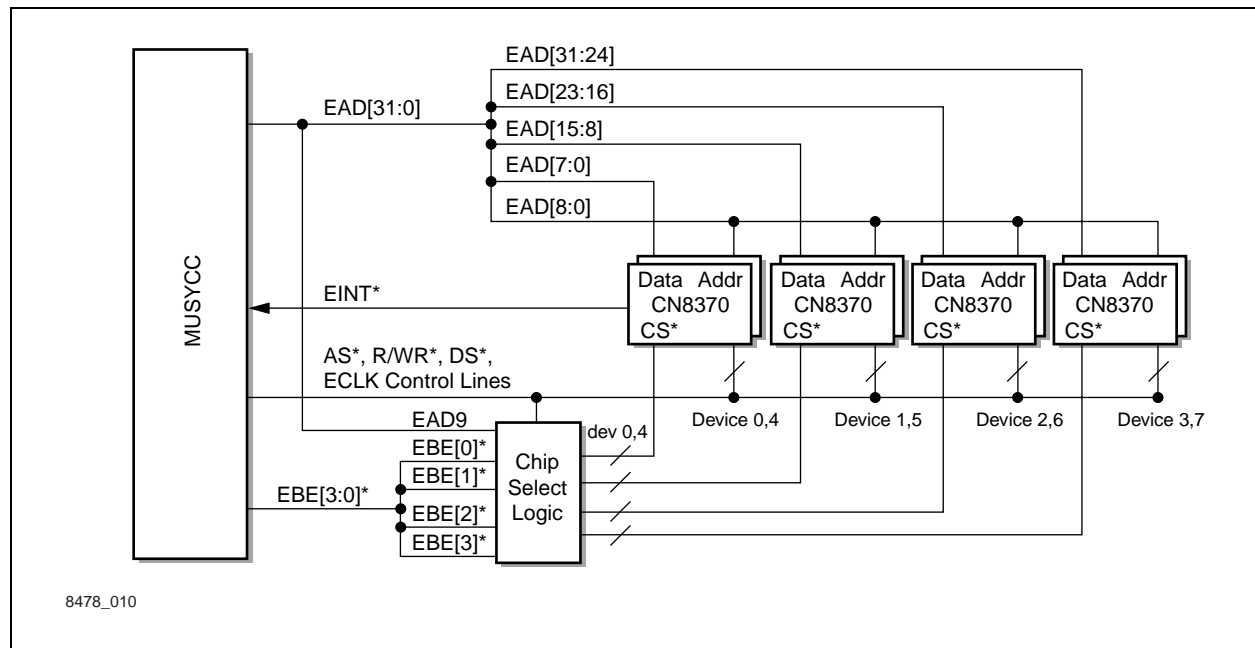 EAD[31:24]
EAD[23:16]
EAD[31:0]
EAD[15:8]
EAD[7:0]
EAD[8:0]
MUSYCC
Data Addr
CN8370
CS*
Data Addr
CN8370
CS*
Data Addr
CN8370
CS*
Data Addr
CN8370
CS*
EINT*
AS*, R/WR*, DS*,
ECLK Control Lines
Device 0,4
Device 1,5
Device 2,6
Device 3,7
EAD9
dev 0,4
EBE[0]*
EBE[1]*
EBE[3:0]*
EBE[2]*
EBE[3]*
Chip
Select
Logic
8478_010